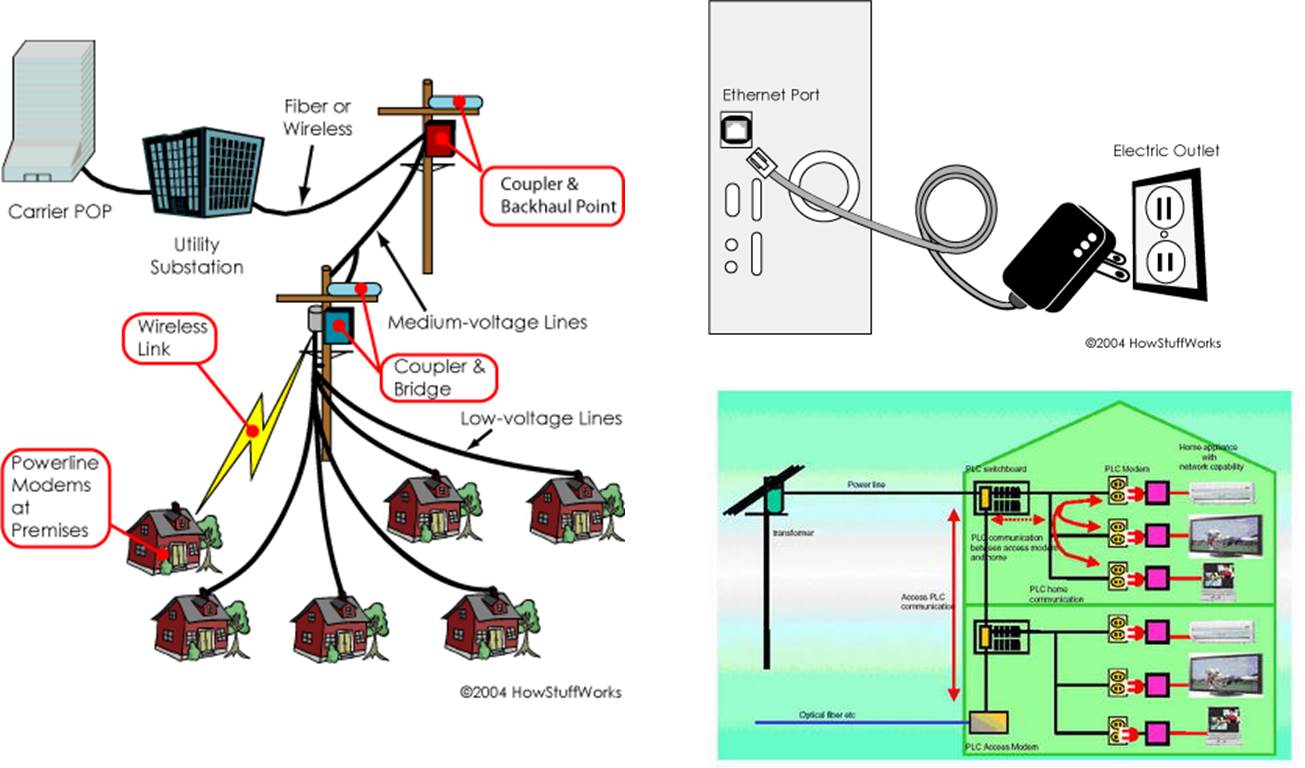 Carrier POP
Utility
Substation
Fiber or
Wireless
Coupler &
Backhaul Point
Medium-voltage Lines
Wireless
Link
Coupler &
Bridge
Low-voltage Lines
Powerline
Modems
at
Premises
©2004 HowStuffWorks
Ethernet Port
Electric Outlet
©2004 HowStuffWorks
Home appliance
with
network capability
PLC switchboard
PLC Modem
Power line
transformer
PLC communication
between access modem
and home
PLC home
communication
Access PLC
communication
Optical fiber etc
PLC Access Modem